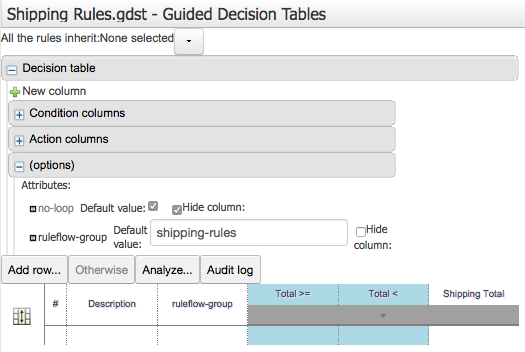 Shipping Rules.gdst - Guided Decision Tables
All the rules inherit:None selected
Decision table
New column
Condition columns
Action columns
(options)
Attributes:
no-loop Default value: Hide column:
ruleflow-group Default value: shipping-rules Hide column:
Add row... Otherwise Analyze... Audit log
# Description ruleflow-group Total >= Total < Shipping Total